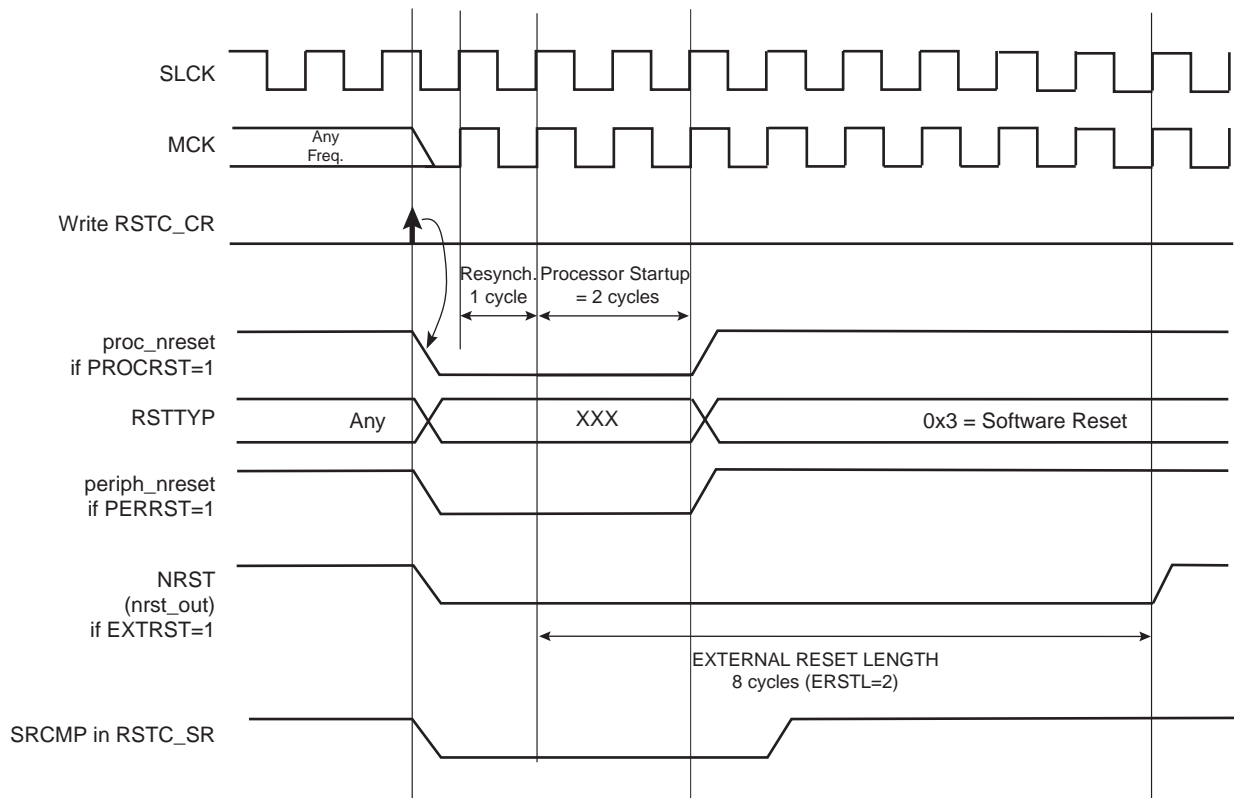 SLCK
MCK
Any
Freq.
Write RSTC_CR
Resynch.
1 cycle
Processor Startup
= 2 cycles
proc_nreset
if PROCRST=1
RSTTYP
Any
XXX
0x3 = Software Reset
periph_nreset
if PERRST=1
NRST
(nrst_out)
if EXTRST=1
EXTERNAL RESET LENGTH
8 cycles (ERSTL=2)
SRCMP in RSTC_SR